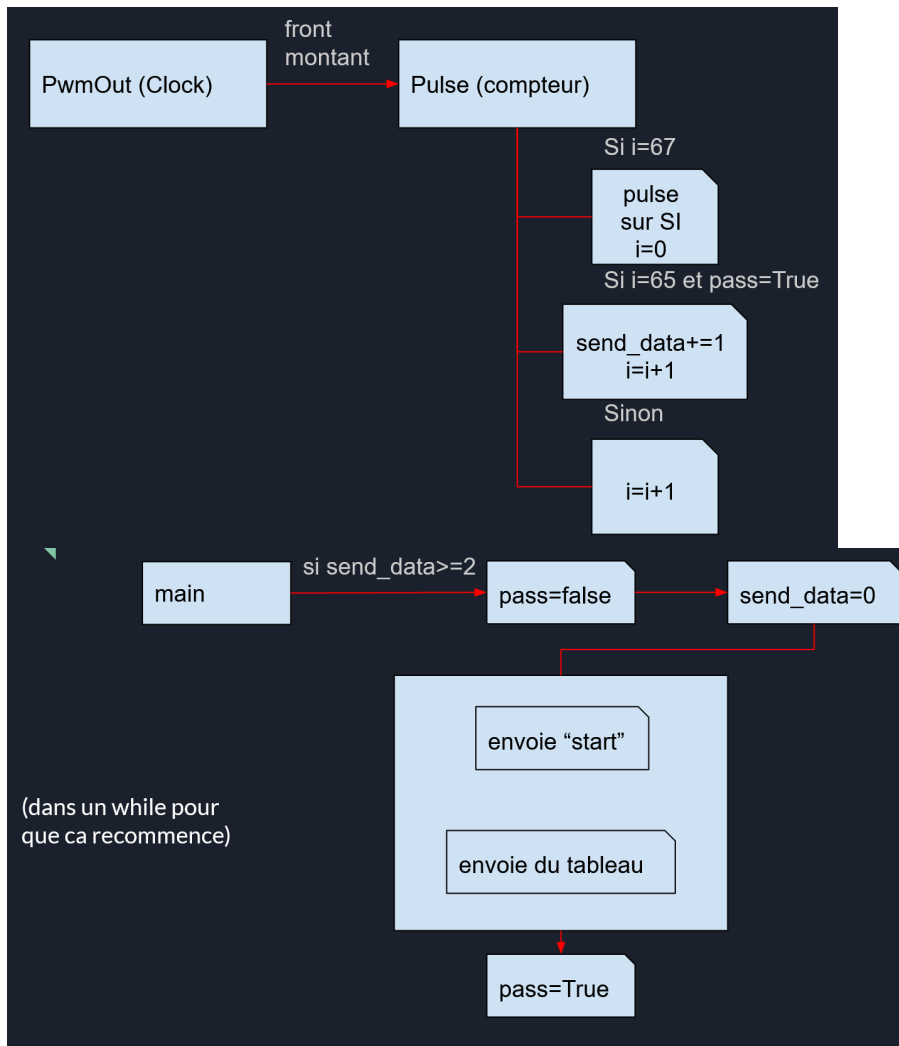 front
montant
PwmOut (Clock)
Pulse (compteur)
Si i=67
pulse
sur SI
i=0
Si i=65 et pass=True
send_data+=1
i=i+1
Sinon
i=i+1
si send_data>=2
main
pass=false
send_data=0
envoie “start”
(dans un while pour
que ca recommence)
envoie du tableau
pass=True